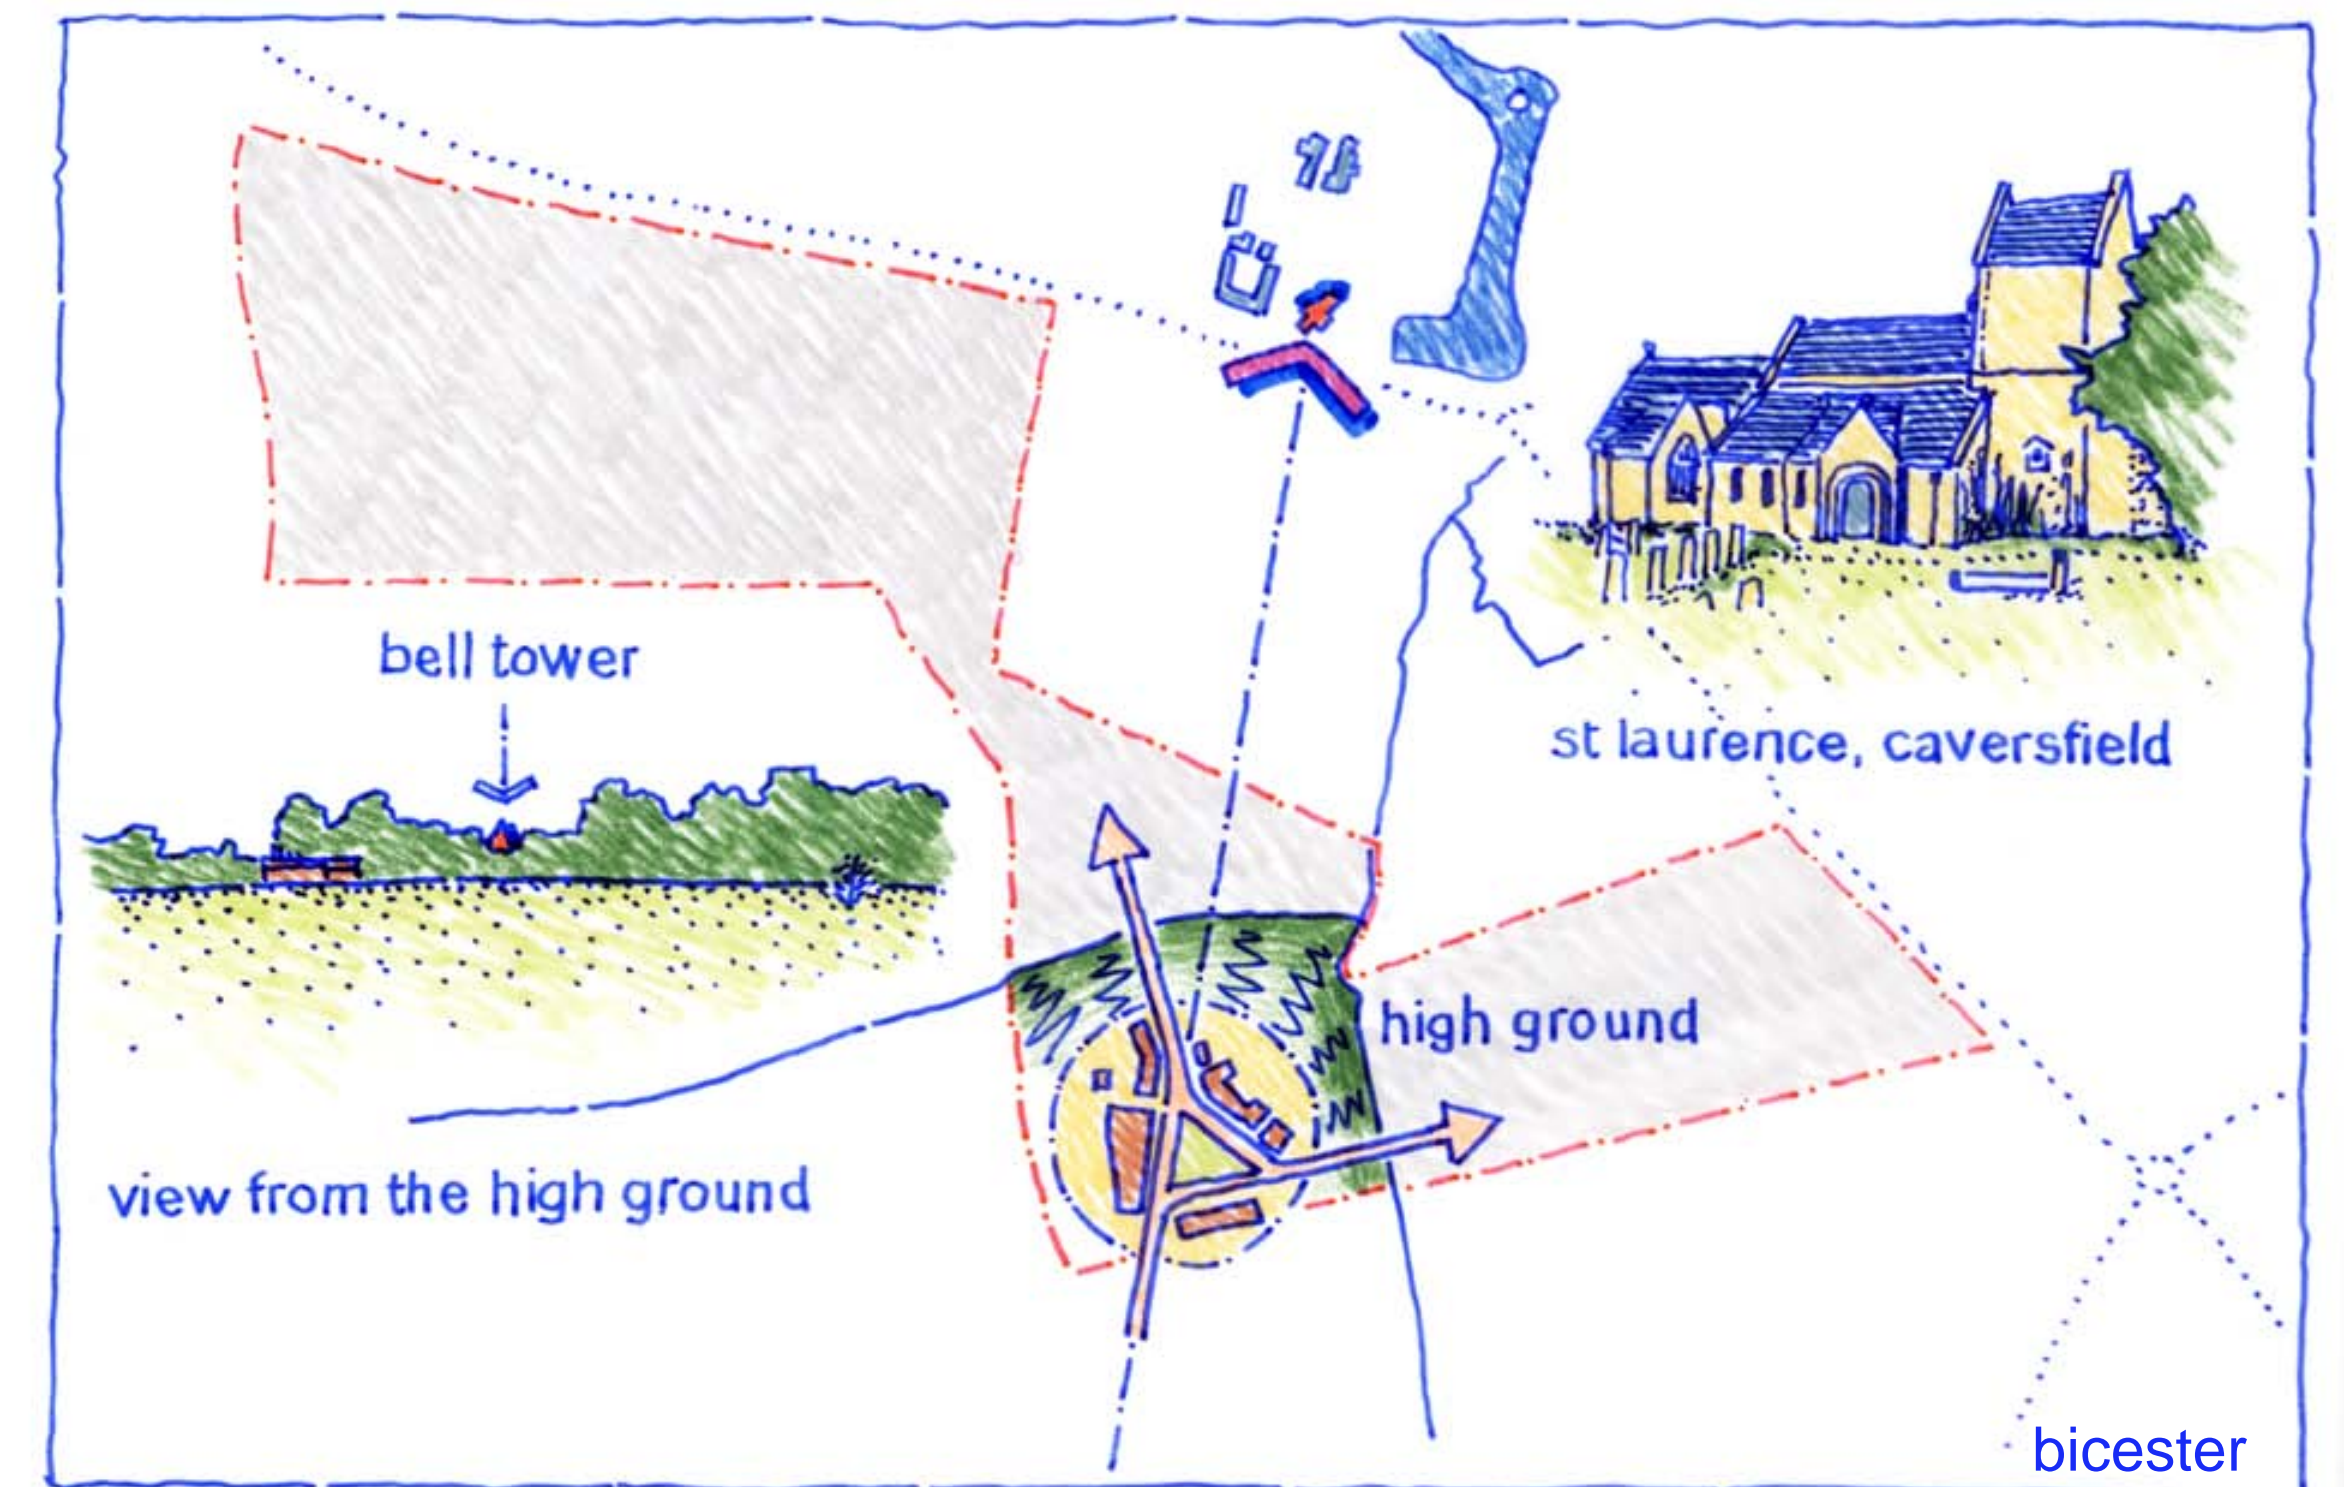 bell tower
st laurence, caversfield
high ground
view from the high ground
bicester